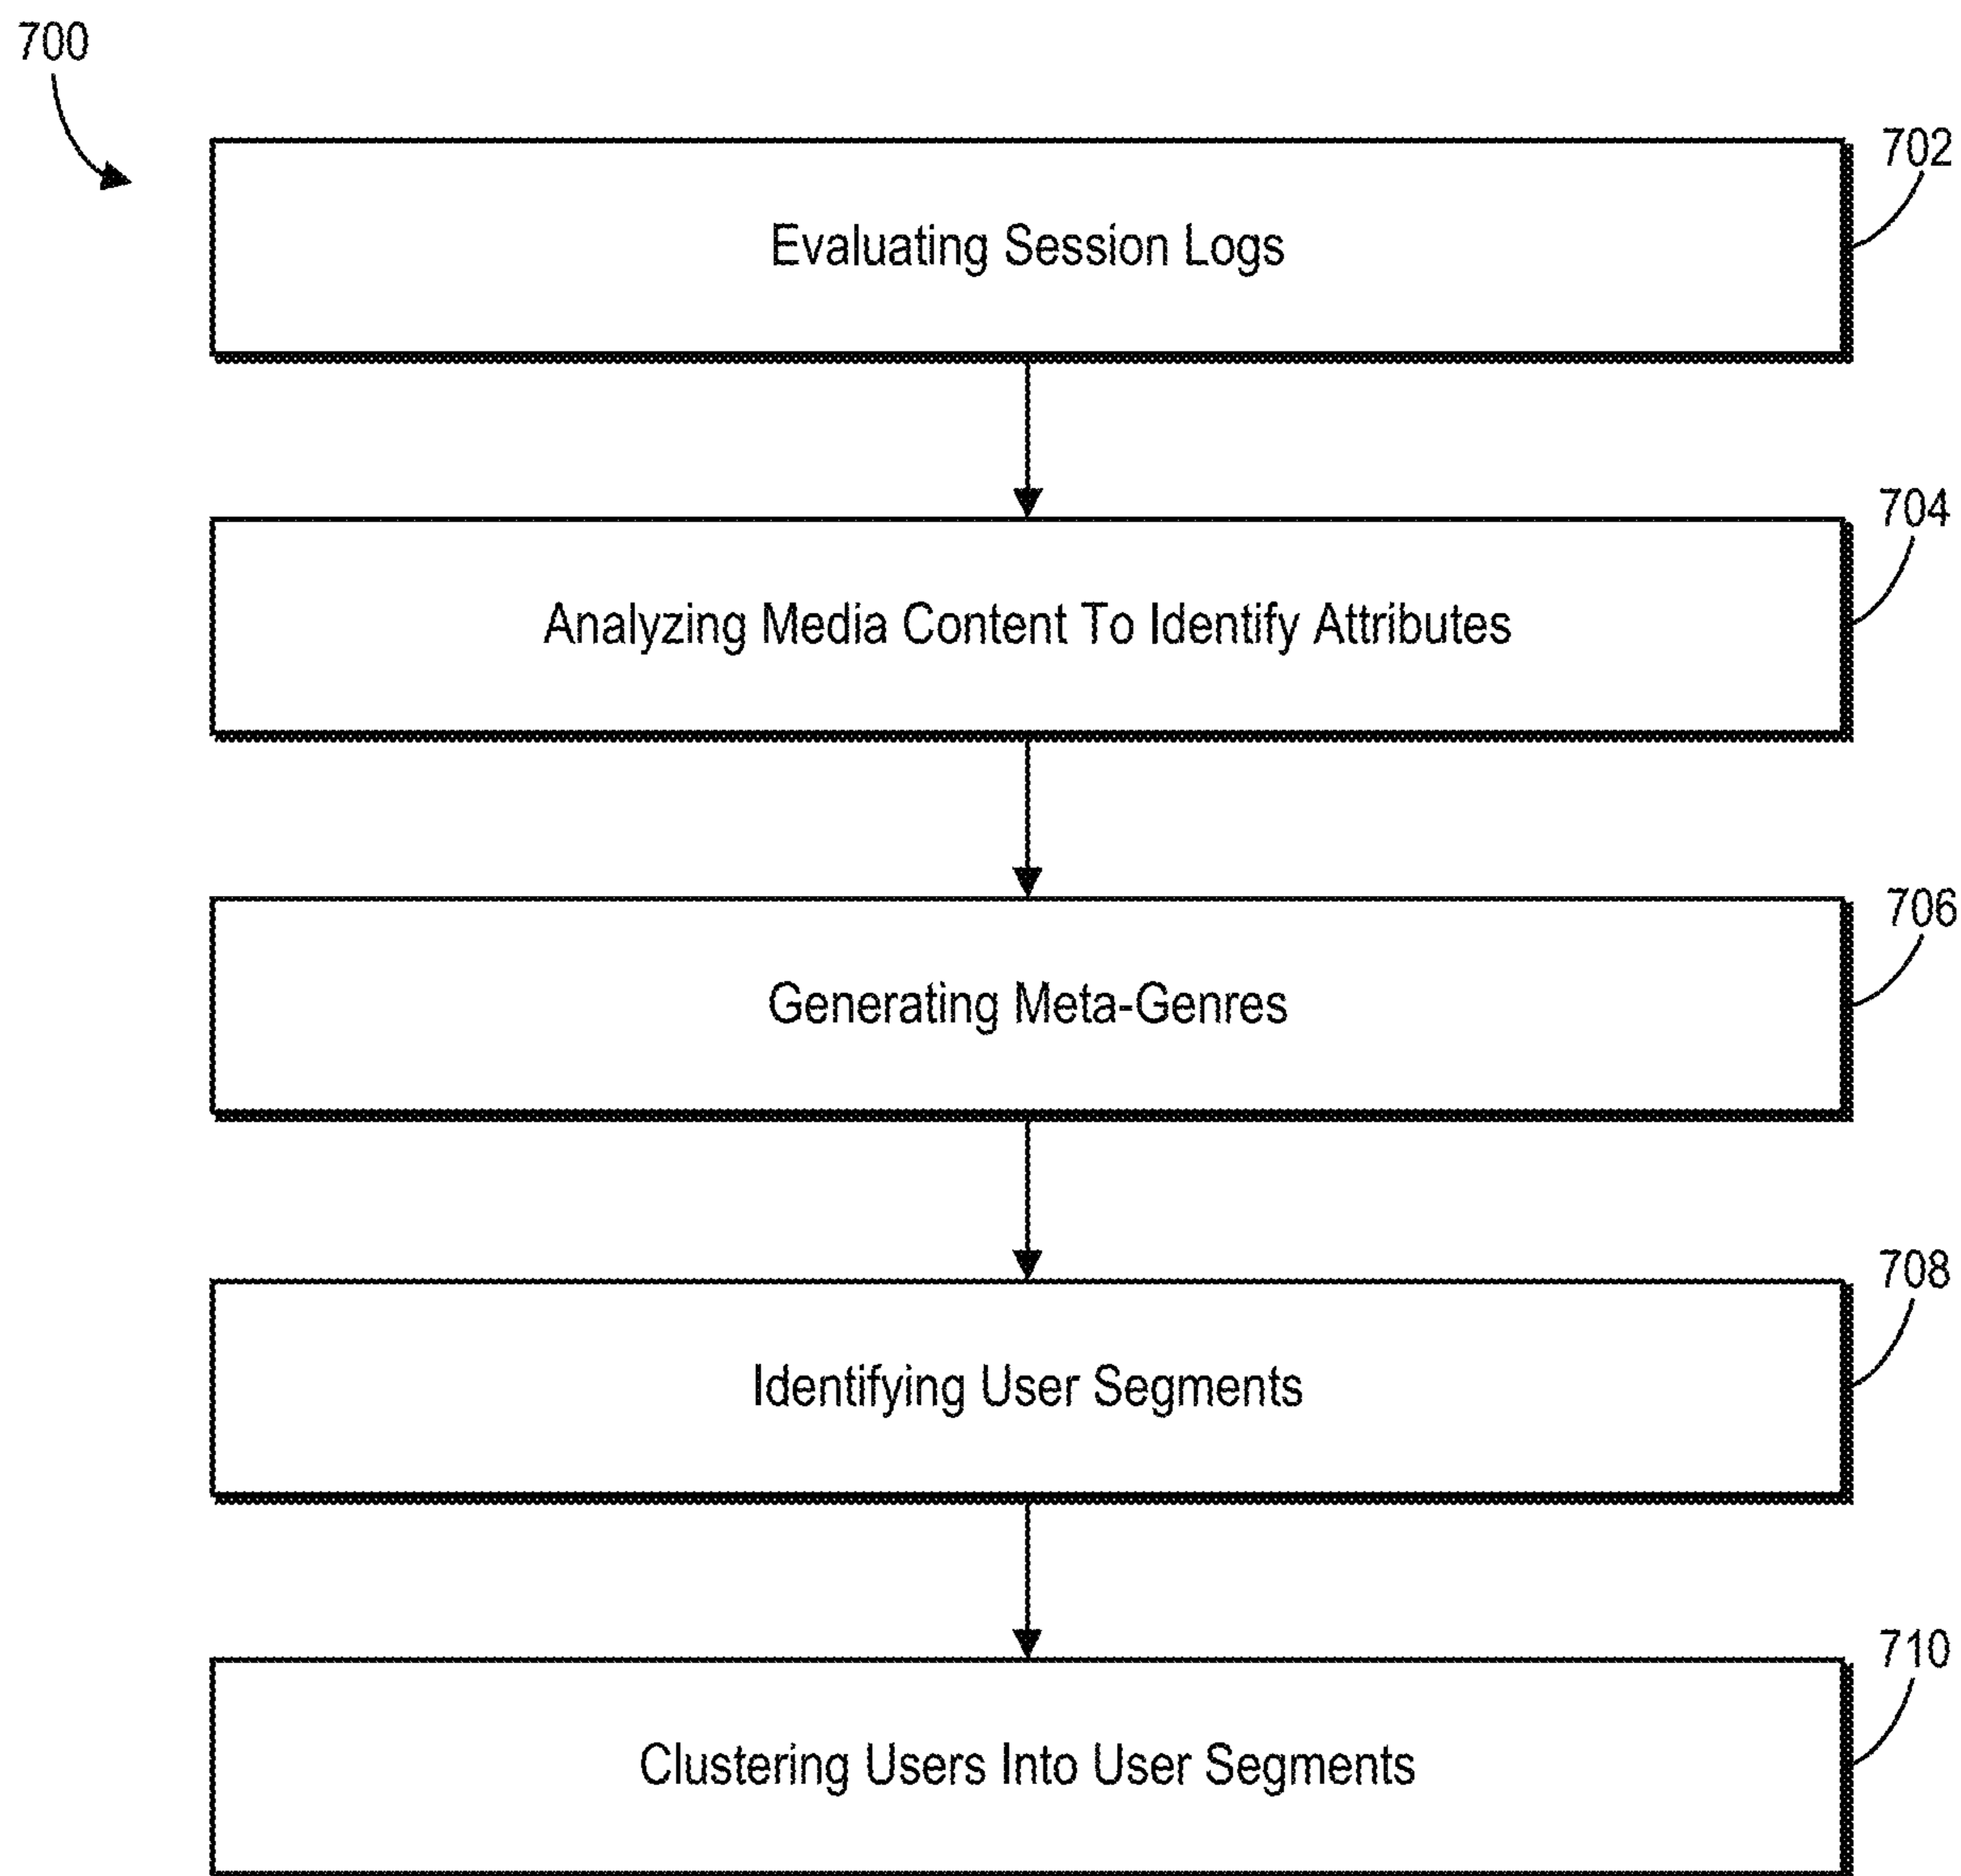 700
702
Evaluating Session Logs
704
Analyzing Media Content To Identify Attributes
706
Generating Meta-Genres
708
Identifying User Segments
710
Clustering Users Into User Segments